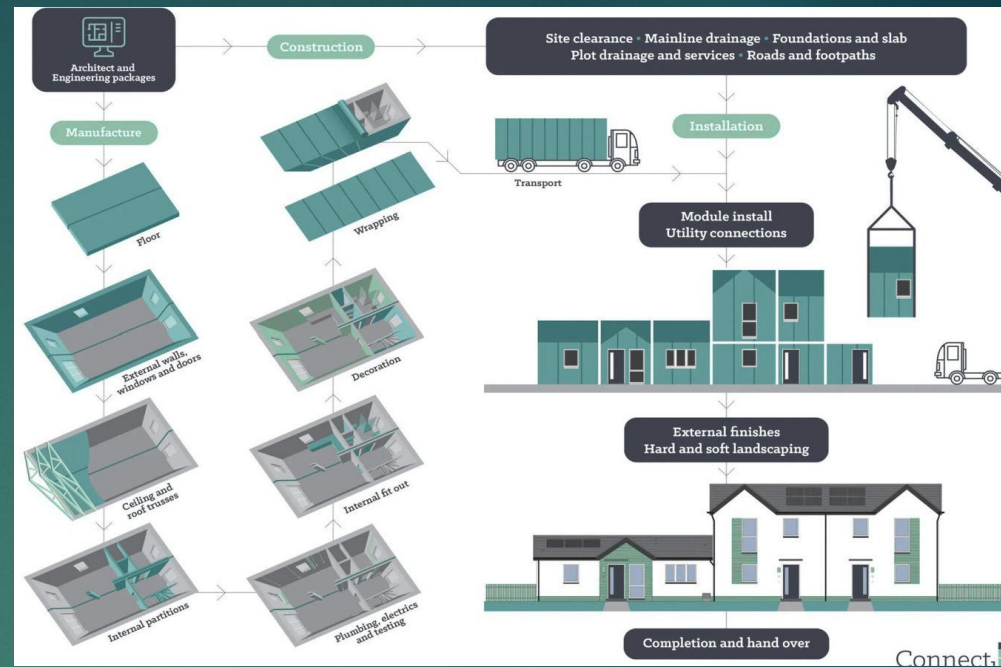 Architect and
Engineering packages
Construction
Site clearance • Mainline drainage • Foundations and slab
Plot drainage and services • Roads and footpaths
Manufacture
Floor
External walls,
windows and doors
Ceiling and
roof trusses
Internal partitions
Plumbing, electrics
and testing
Internal fit out
Decoration
Wrapping
Transport
Installation
Module install
Utility connections
External finishes
Hard and soft landscaping
Completion and hand over
Connect.